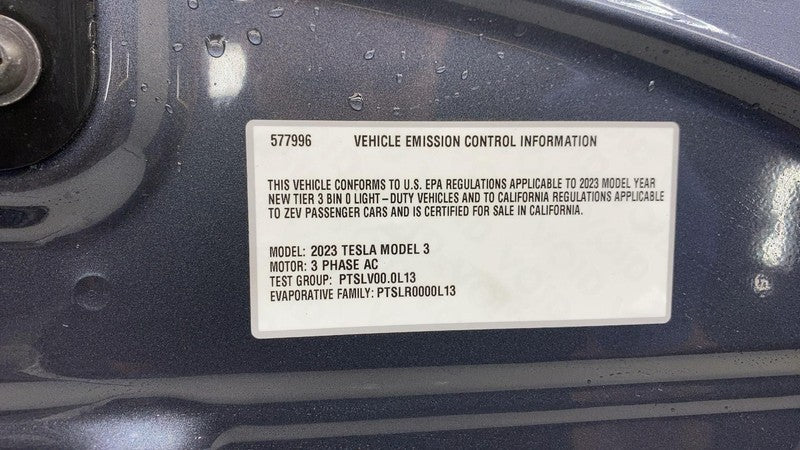 577996 VEHICLE EMISSION CONTROL INFORMATION
THIS VEHICLE CONFORMS TO U.S. EPA REGULATIONS APPLICABLE TO 2023 MODEL YEAR
NEW TIER 3 BIN 0 LIGHT-DUTY VEHICLES AND TO CALIFORNIA REGULATIONS APPLICABLE
TO ZEV PASSENGER CARS AND IS CERTIFIED FOR SALE IN CALIFORNIA.
MODEL: 2023 TESLA MODEL 3
MOTOR: 3 PHASE AC
TEST GROUP: PTSLV00.0L13
EVAPORATIVE FAMILY: PTSLR0000L13